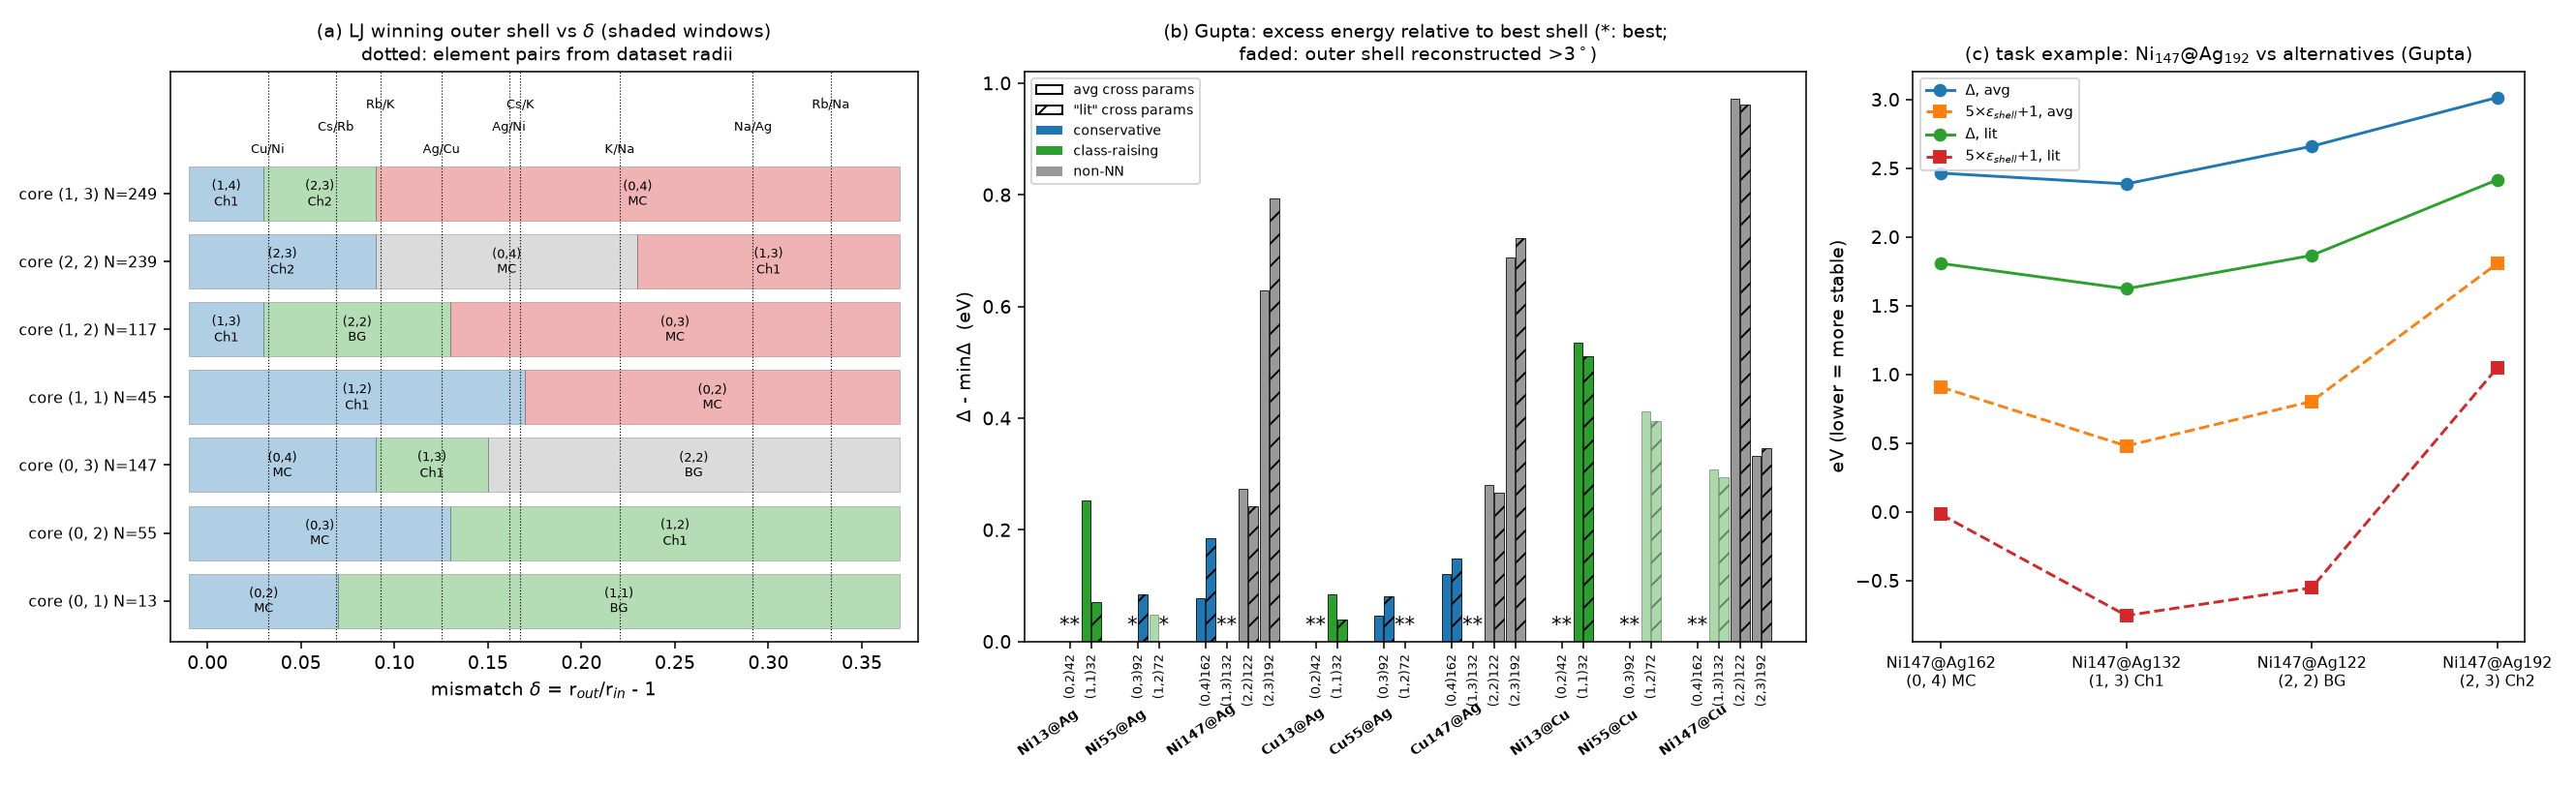 (a) LJ winning outer shell vs δ (shaded windows)
dotted: element pairs from dataset radii
Rb/K
Cs/K
Rb/Na
Cs/Rb
Ag/Ni
Na/Ag
Cu/Ni
Ag/Cu
K/Na
core (1, 3) N=249
(1,4)
Ch1
(2,3)
Ch2
(0,4)
MC
core (2, 2) N=239
(2,3)
Ch2
(0,4)
MC
(1,3)
Ch1
core (1, 2) N=117
(1,3)
Ch1
(2,2)
BG
(0,3)
MC
core (1, 1) N=45
(1,2)
Ch1
(0,2)
MC
core (0, 3) N=147
(0,4)
MC
(1,3)
Ch1
(2,2)
BG
core (0, 2) N=55
(0,3)
MC
(1,2)
Ch1
core (0, 1) N=13
(0,2)
MC
(1,1)
BG
0.00 0.05 0.10 0.15 0.20 0.25 0.30 0.35
mismatch δ = r_out/r_in - 1
(b) Gupta: excess energy relative to best shell (*: best;
faded: outer shell reconstructed >3°)
avg cross params
"lit" cross params
conservative
class-raising
non-NN
Δ - minΔ (eV)
1.0
0.8
0.6
0.4
0.2
0.0
** * * ** ** ** ** ** ** **
(0,2)42 (1,1)32 (0,3)92 (1,2)72 (0,4)162 (1,3)132 (2,2)122 (2,3)192 (0,2)42 (1,1)32 (0,3)92 (1,2)72 (0,4)162 (1,3)132 (2,2)122 (2,3)192 (0,2)42 (1,1)32 (0,3)92 (1,2)72 (0,4)162 (1,3)132 (2,2)122 (2,3)192
Ni13@Ag Ni55@Ag Ni147@Ag Cu13@Ag Cu55@Ag Cu147@Ag Ni13@Cu Ni55@Cu Ni147@Cu
(c) task example: Ni₁₄₇@Ag₁₉₂ vs alternatives (Gupta)
Δ, avg
5×ε_shell+1, avg
Δ, lit
5×ε_shell+1, lit
eV (lower = more stable)
3.0
2.5
2.0
1.5
1.0
0.5
0.0
−0.5
Ni147@Ag162 Ni147@Ag132 Ni147@Ag122 Ni147@Ag192
(0, 4) MC (1, 3) Ch1 (2, 2) BG (2, 3) Ch2